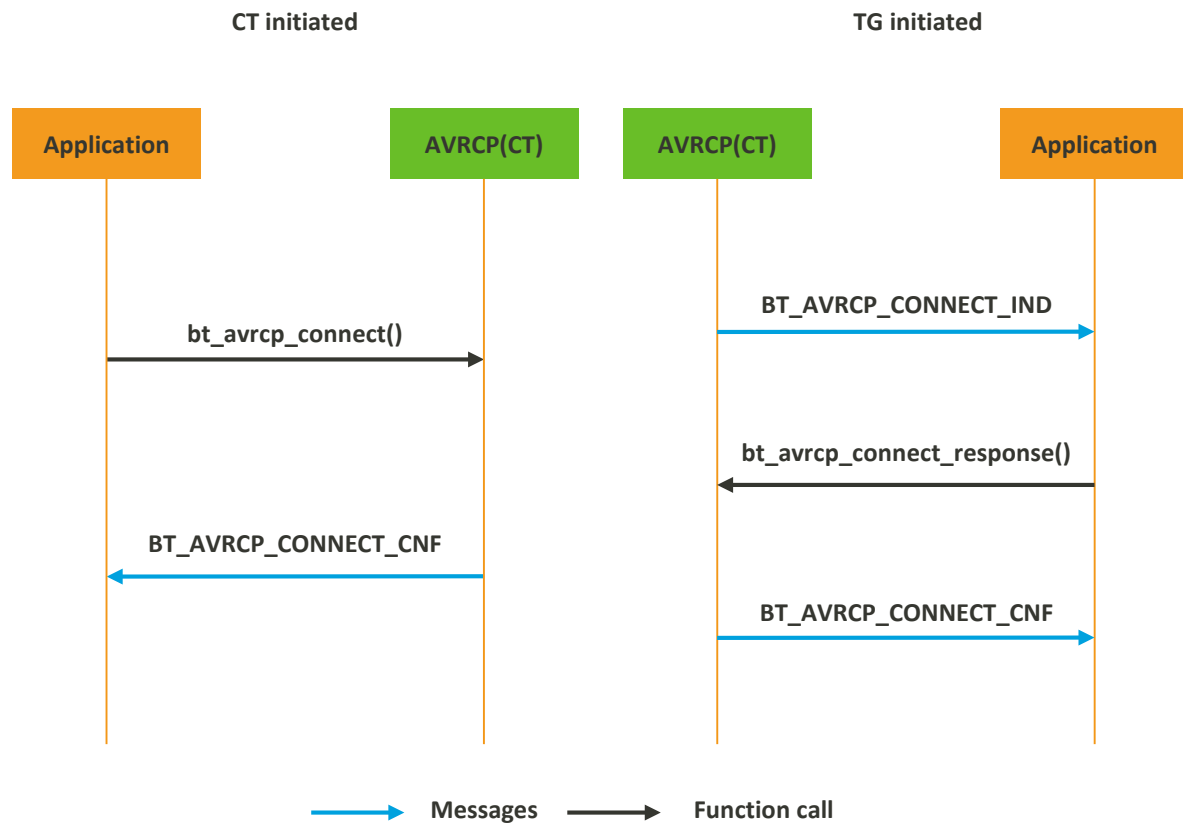 CT initiated
TG initiated
Application
AVRCP(CT)
AVRCP(CT)
Application
BT_AVRCP_CONNECT_IND
bt_avrcp_connect()
bt_avrcp_connect_response()
BT_AVRCP_CONNECT_CNF
BT_AVRCP_CONNECT_CNF
Messages
Function call